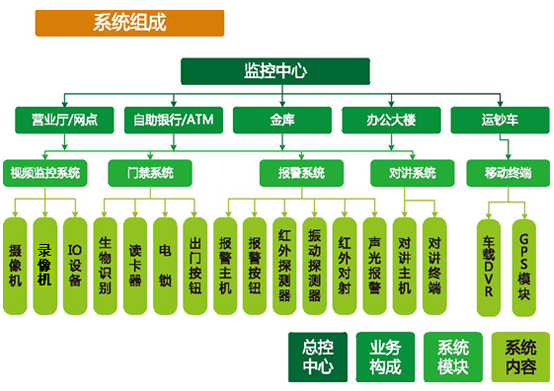 系统组成
监控中心
营业厅/网点
自助银行/ATM
金库
办公大楼
运钞车
视频监控系统
门禁系统
报警系统
对讲系统
移动终端
摄像机
录像机
IO设备
生物识别
读卡器
电锁
出门按钮
报警主机
报警按钮
红外探测器
振动探测器
红外对射
声光报警
对讲主机
对讲终端
车载DVR
GPS模块
总控
中心
业务
构成
系统
模块
系统
内容